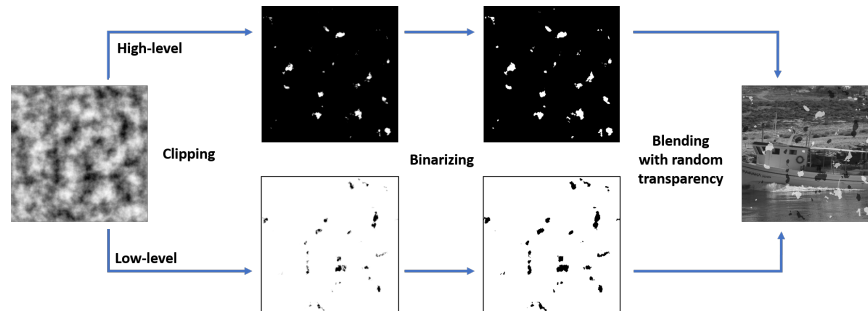 High-level
Clipping
Binarizing
Blending
with random
transparency
Low-level